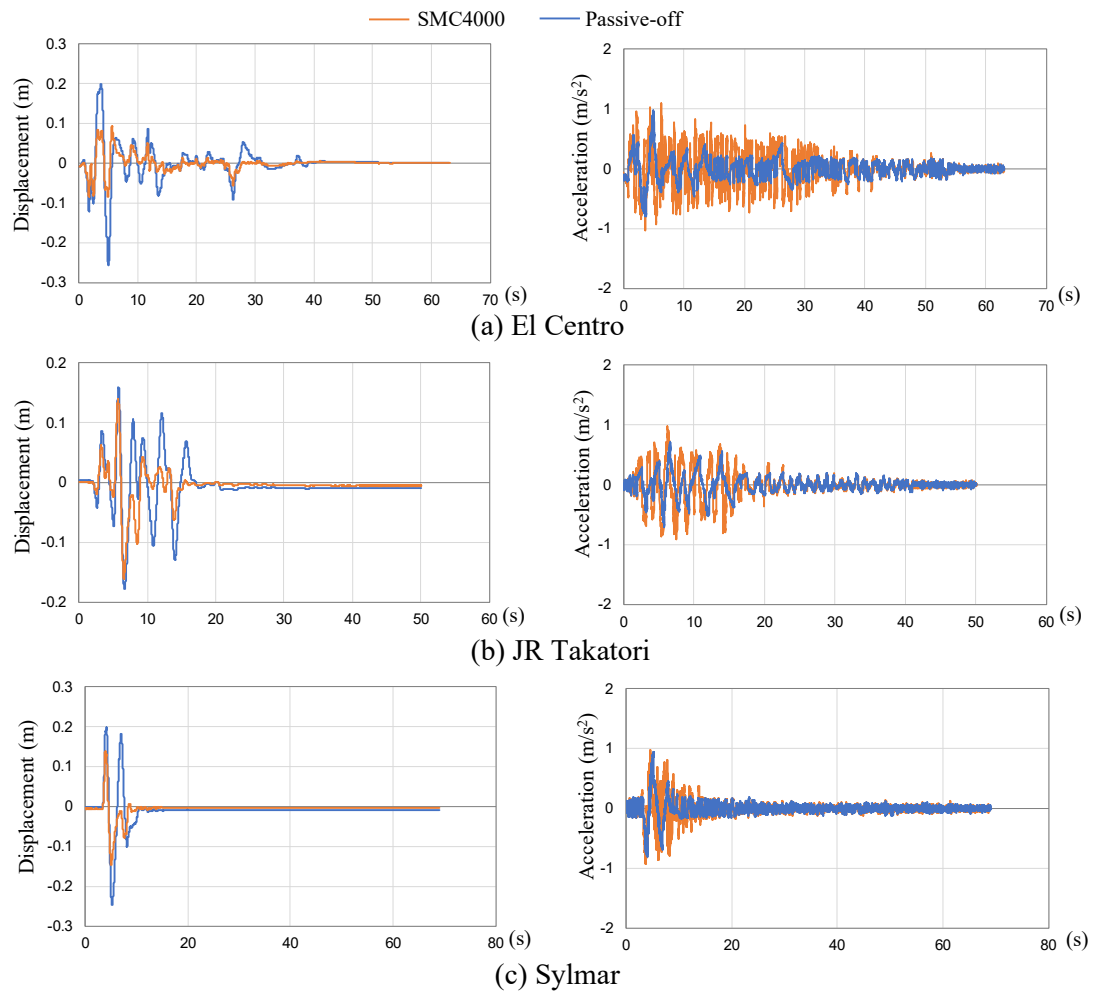 SMC4000 Passive-off
Displacement (m)
0.3
0.2
0.1
0
-0.1
-0.2
-0.3
0 10 20 30 40 50 60 70 (s)
Acceleration (m/s²)
2
1
0
-1
-2
0 10 20 30 40 50 60 70 (s)
(a) El Centro
Displacement (m)
0.2
0.1
0
-0.1
-0.2
0 10 20 30 40 50 60 (s)
Acceleration (m/s²)
2
1
0
-1
-2
0 10 20 30 40 50 60 (s)
(b) JR Takatori
Displacement (m)
0.3
0.2
0.1
0
-0.1
-0.2
-0.3
0 20 40 60 80 (s)
Acceleration (m/s²)
2
1
0
-1
-2
0 20 40 60 80 (s)
(c) Sylmar